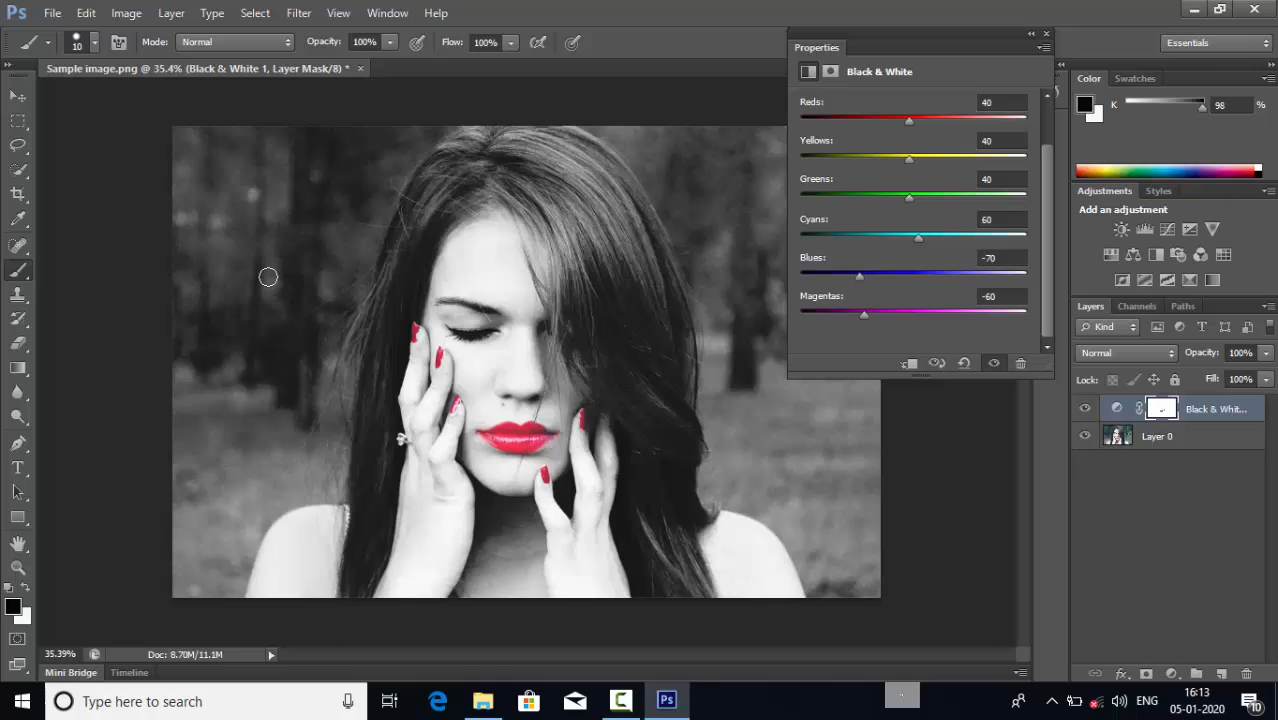 Ps File Edit Image Layer Type Select Filter 3D View Window Help
10 Mode: Normal Opacity: 100% Flow: 100% Essentials
Sample image.png @ 35.4% (Black & White 1, Layer Mask/8) * ×
Properties
Black & White
Reds: 40
Yellows: 40
Greens: 40
Cyans: 60
Blues: -70
Magentas: -60
Color Swatches
K 98 %
Adjustments Styles
Add an adjustment
Layers Channels Paths
Kind
Normal Opacity: 100%
Lock: Fill: 100%
Black & Whit...
Layer 0
35.39% Doc: 8.70M/11.1M
Mini Bridge Timeline
Type here to search
Ps
ENG
16:13
05-01-2020
10